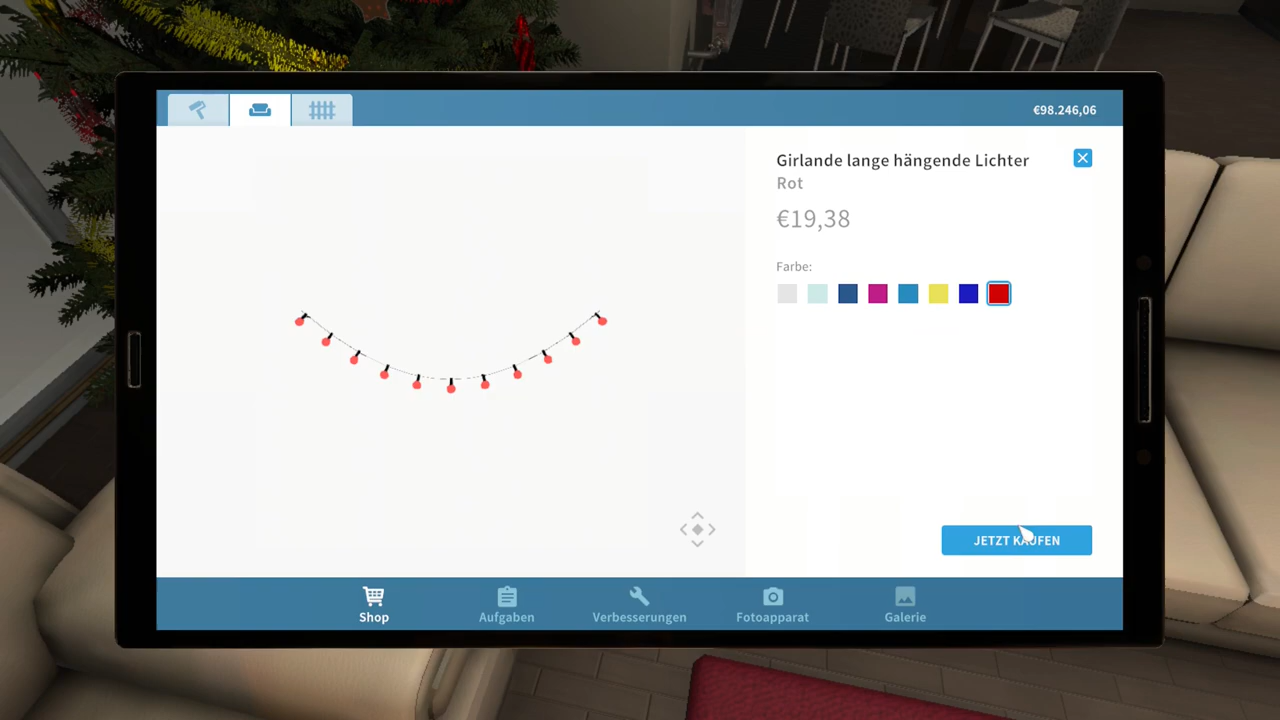 €98.246,06
Girlande lange hängende Lichter
Rot
€19,38
Farbe:
JETZT KAUFEN
Shop
Aufgaben
Verbesserungen
Fotoapparat
Galerie